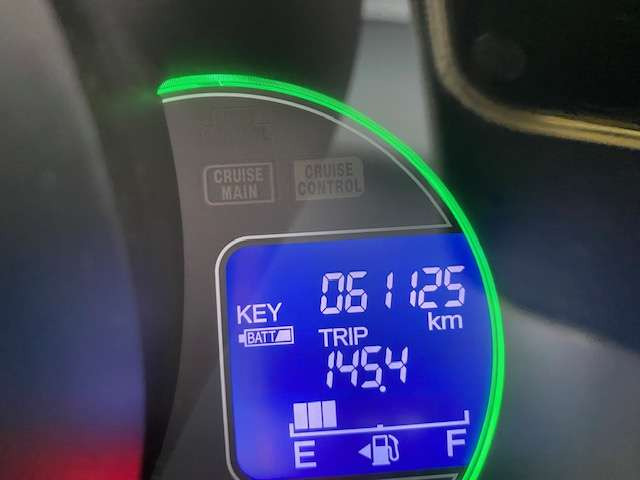 CRUISE MAIN
CRUISE CONTROL
061125
KEY
km
BATT
TRIP
145.4
E
F